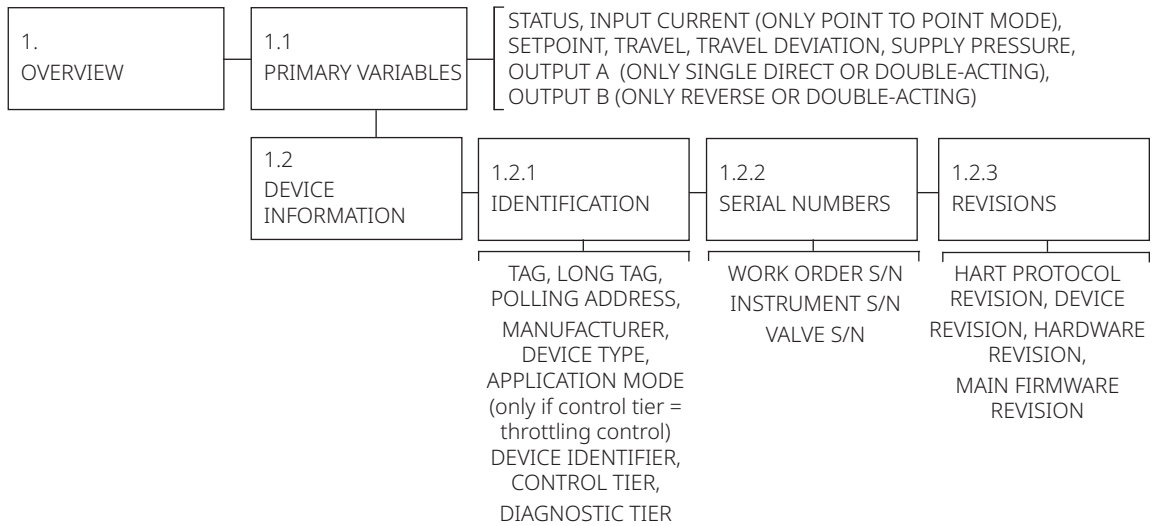 1.
OVERVIEW
1.1
PRIMARY VARIABLES
STATUS, INPUT CURRENT (ONLY POINT TO POINT MODE),
SETPOINT, TRAVEL, TRAVEL DEVIATION, SUPPLY PRESSURE,
OUTPUT A (ONLY SINGLE DIRECT OR DOUBLE-ACTING),
OUTPUT B (ONLY REVERSE OR DOUBLE-ACTING)
1.2
DEVICE
INFORMATION
1.2.1
IDENTIFICATION
1.2.2
SERIAL NUMBERS
1.2.3
REVISIONS
TAG, LONG TAG,
POLLING ADDRESS,
MANUFACTURER,
DEVICE TYPE,
APPLICATION MODE
(only if control tier =
throttling control)
DEVICE IDENTIFIER,
CONTROL TIER,
DIAGNOSTIC TIER
WORK ORDER S/N
INSTRUMENT S/N
VALVE S/N
HART PROTOCOL
REVISION, DEVICE
REVISION, HARDWARE
REVISION,
MAIN FIRMWARE
REVISION